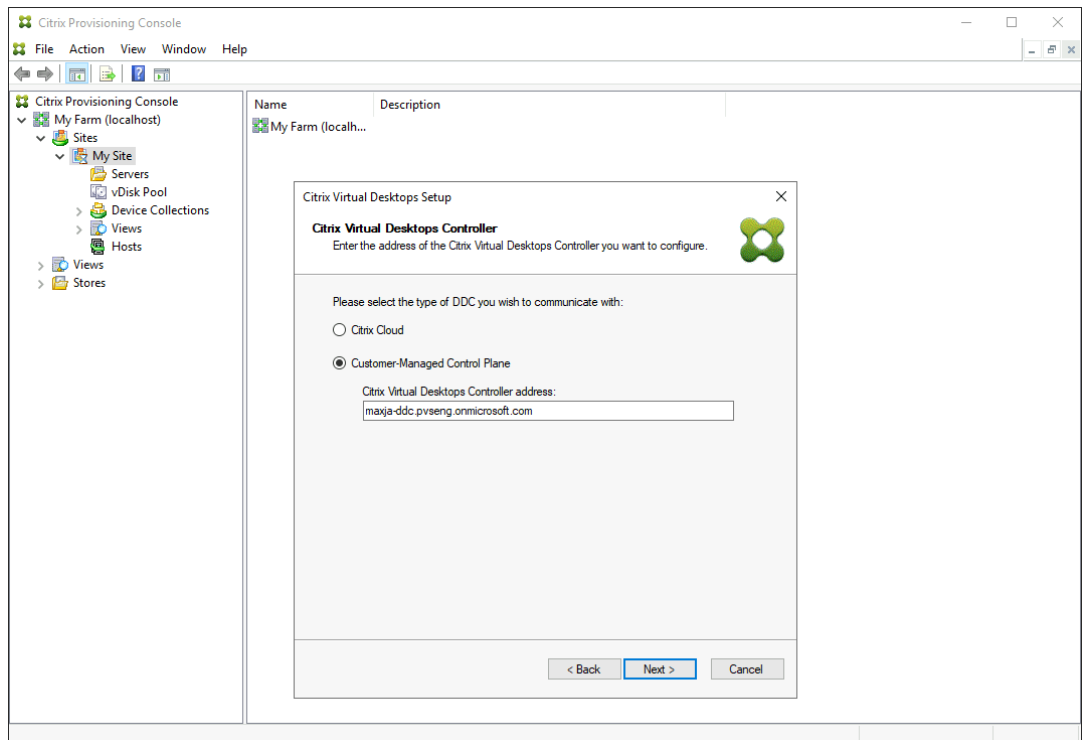 Citrix Provisioning Console
File Action View Window Help
Citrix Provisioning Console
My Farm (localhost)
Sites
My Site
Servers
vDisk Pool
Device Collections
Views
Hosts
Views
Stores
Name Description
My Farm (localh...
Citrix Virtual Desktops Setup
Citrix Virtual Desktops Controller
Enter the address of the Citrix Virtual Desktops Controller you want to configure.
Please select the type of DDC you wish to communicate with:
Citrix Cloud
Customer-Managed Control Plane
Citrix Virtual Desktops Controller address:
maxja-ddc.pvseng.onmicrosoft.com
< Back Next > Cancel